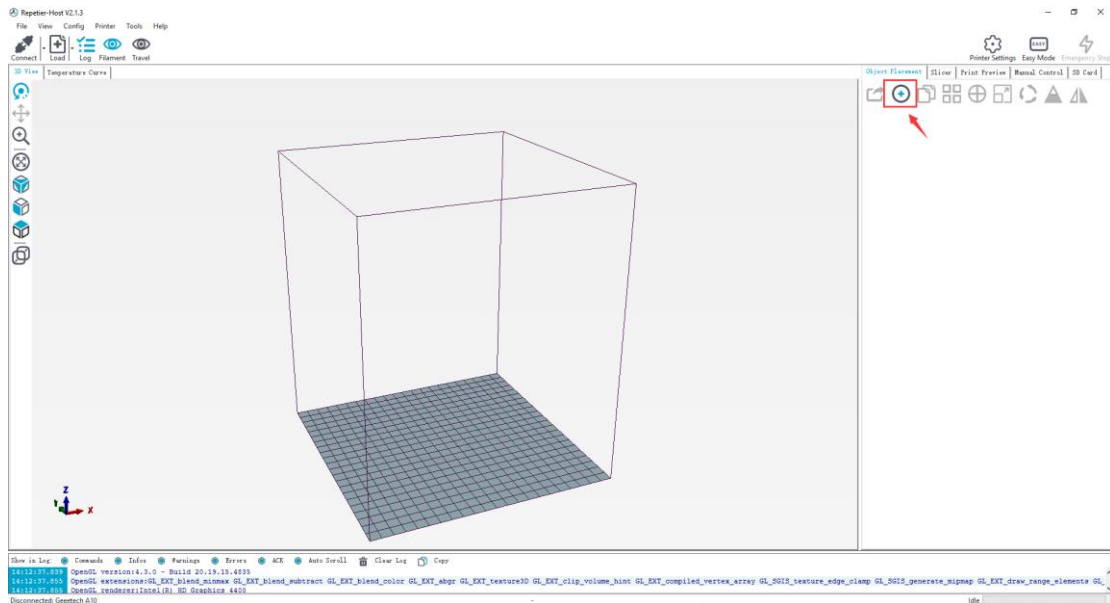 Repetier-Host V2.1.3
File View Config Printer Tools Help
Connect Load Log Filament Travel Printer Settings Easy Mode Emergency Stop
EASY
3D View Temperature Curve Object Placement Slicer Print Preview Manual Control SD Card
Z
Y
X
Show in Log: Commands Infos Warnings Errors ACK Auto Scroll Clear Log Copy
14:12:37.839 OpenGL version:4.3.0 - Build 20.19.15.4835
14:12:37.855 OpenGL extensions:GL_EXT_blend_minmax GL_EXT_blend_subtract GL_EXT_blend_color GL_EXT_abgr GL_EXT_texture3D GL_EXT_clip_volume_hint GL_EXT_compiled_vertex_array GL_SGIS_texture_edge_clamp GL_SGIS_generate_mipmap GL_EXT_draw_range_elements GL_
14:12:37.855 OpenGL renderer:Intel(R) HD Graphics 4400
Disconnected: Geeetech A10 - Idle